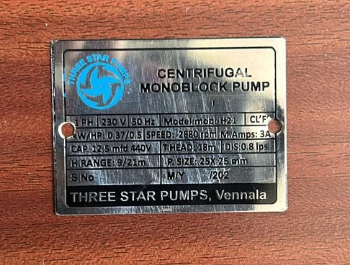 THREE STAR PUMPS
CENTRIFUGAL
MONOBLOCK PUMP
1 PH 230 V 50 Hz Model:mobi H21 CL'F'
KW/HP: 0.37/0.5 SPEED: 2880 rpm M.Amps: 3A
CAP. 12.5 mfd 440V T.HEAD: 18m DIS:0.8 lps
H.RANGE: 9/21m P. SIZE: 25X 25 mm
S No M/Y /202
THREE STAR PUMPS, Vennala